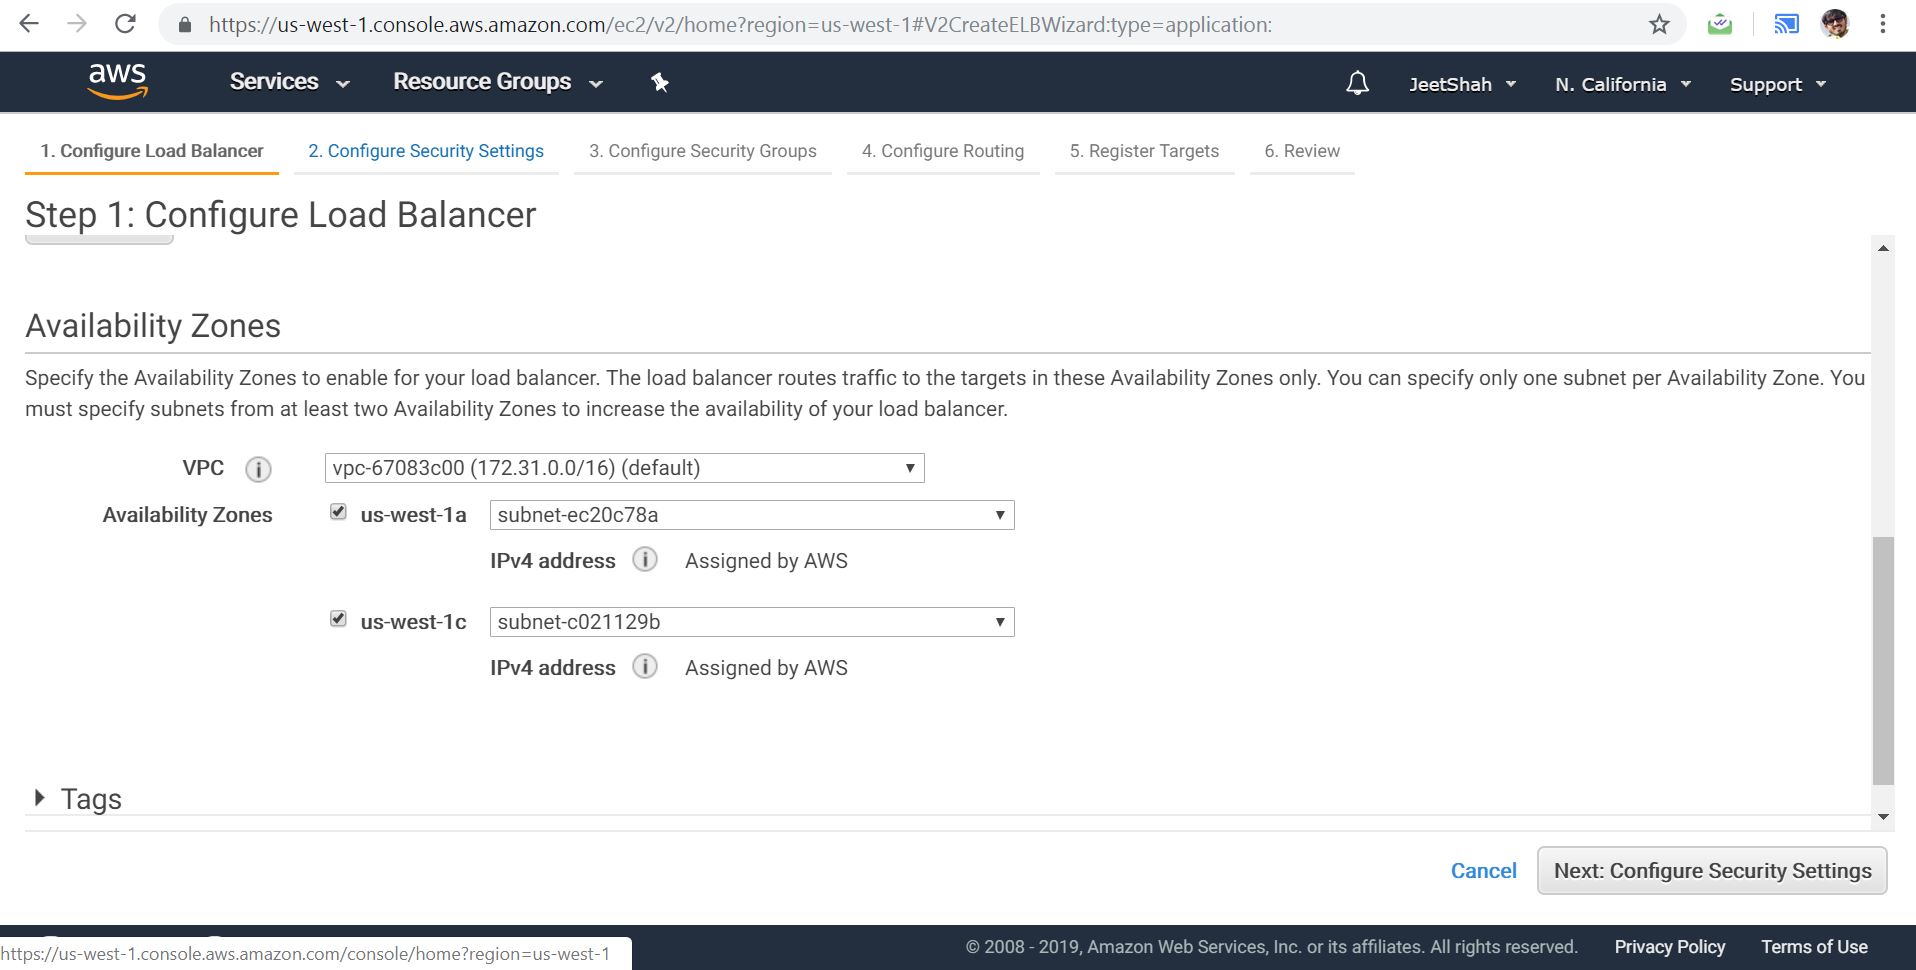 https://us-west-1.console.aws.amazon.com/ec2/v2/home?region=us-west-1#V2CreateELBWizard:type=application:
aws Services Resource Groups JeetShah N. California Support
1. Configure Load Balancer 2. Configure Security Settings 3. Configure Security Groups 4. Configure Routing 5. Register Targets 6. Review
Step 1: Configure Load Balancer
Availability Zones
Specify the Availability Zones to enable for your load balancer. The load balancer routes traffic to the targets in these Availability Zones only. You can specify only one subnet per Availability Zone. You
must specify subnets from at least two Availability Zones to increase the availability of your load balancer.
VPC i vpc-67083c00 (172.31.0.0/16) (default)
Availability Zones us-west-1a subnet-ec20c78a
IPv4 address i Assigned by AWS
us-west-1c subnet-c021129b
IPv4 address i Assigned by AWS
Tags
Cancel Next: Configure Security Settings
https://us-west-1.console.aws.amazon.com/console/home?region=us-west-1 © 2008 - 2019, Amazon Web Services, Inc. or its affiliates. All rights reserved. Privacy Policy Terms of Use